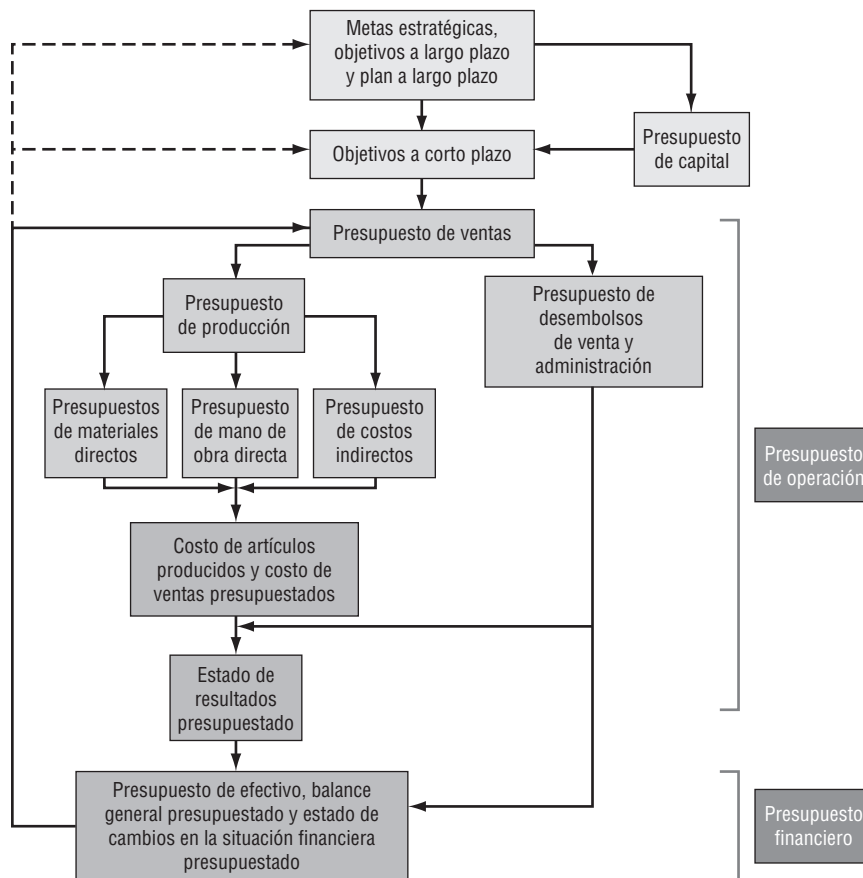 Metas estratégicas,
objetivos a largo plazo
y plan a largo plazo
Presupuesto
de capital
Objetivos a corto plazo
Presupuesto de ventas
Presupuesto
de producción
Presupuesto de
desembolsos
de venta y
administración
Presupuestos
de materiales
directos
Presupuesto
de mano de
obra directa
Presupuesto
de costos
indirectos
Presupuesto
de operación
Costo de artículos
producidos y costo de
ventas presupuestados
Estado de
resultados
presupuestado
Presupuesto de efectivo, balance
general presupuestado y estado de
cambios en la situación financiera
presupuestado
Presupuesto
financiero